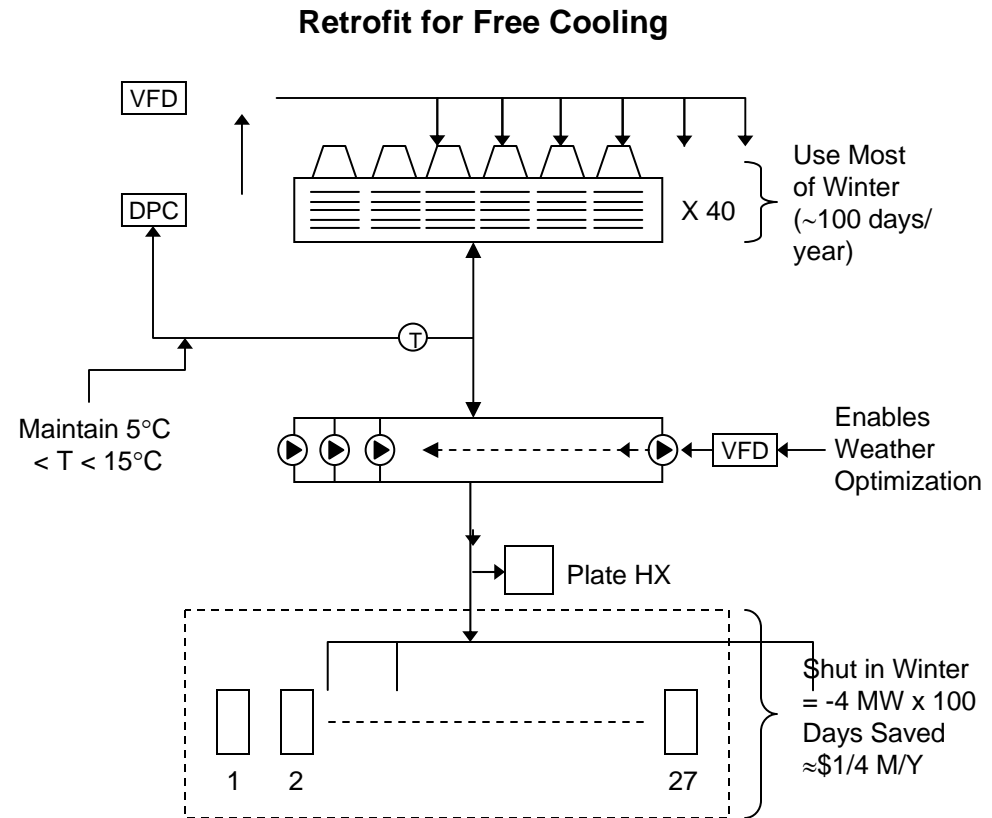 Retrofit for Free Cooling
VFD
DPC
X 40
Use Most
of Winter
(~100 days/
year)
T
Maintain 5°C
< T < 15°C
VFD
Enables
Weather
Optimization
Plate HX
1
2
27
Shut in Winter
= -4 MW x 100
Days Saved
≈$1/4 M/Y